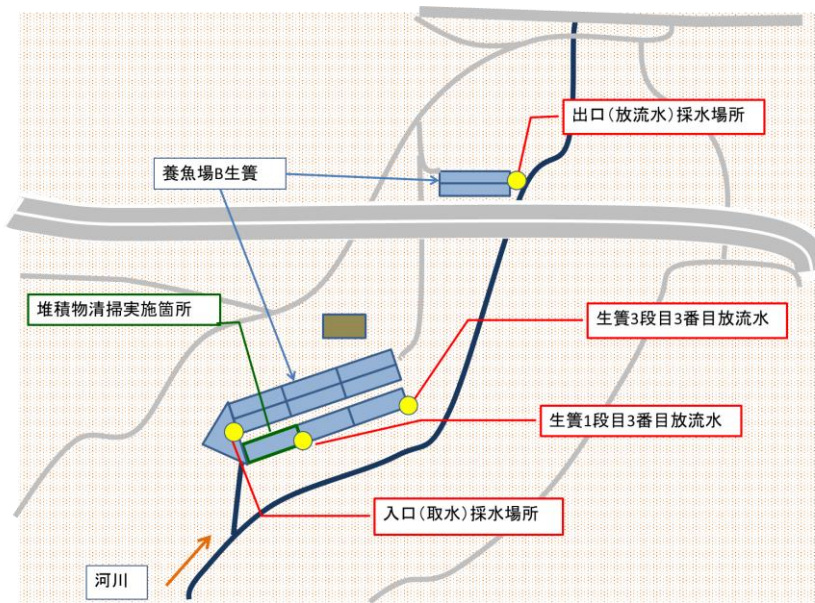 出口（放流水）採水場所
養魚場B生簀
堆積物清掃実施箇所
生簀3段目3番目放流水
生簀1段目3番目放流水
入口（取水）採水場所
河川